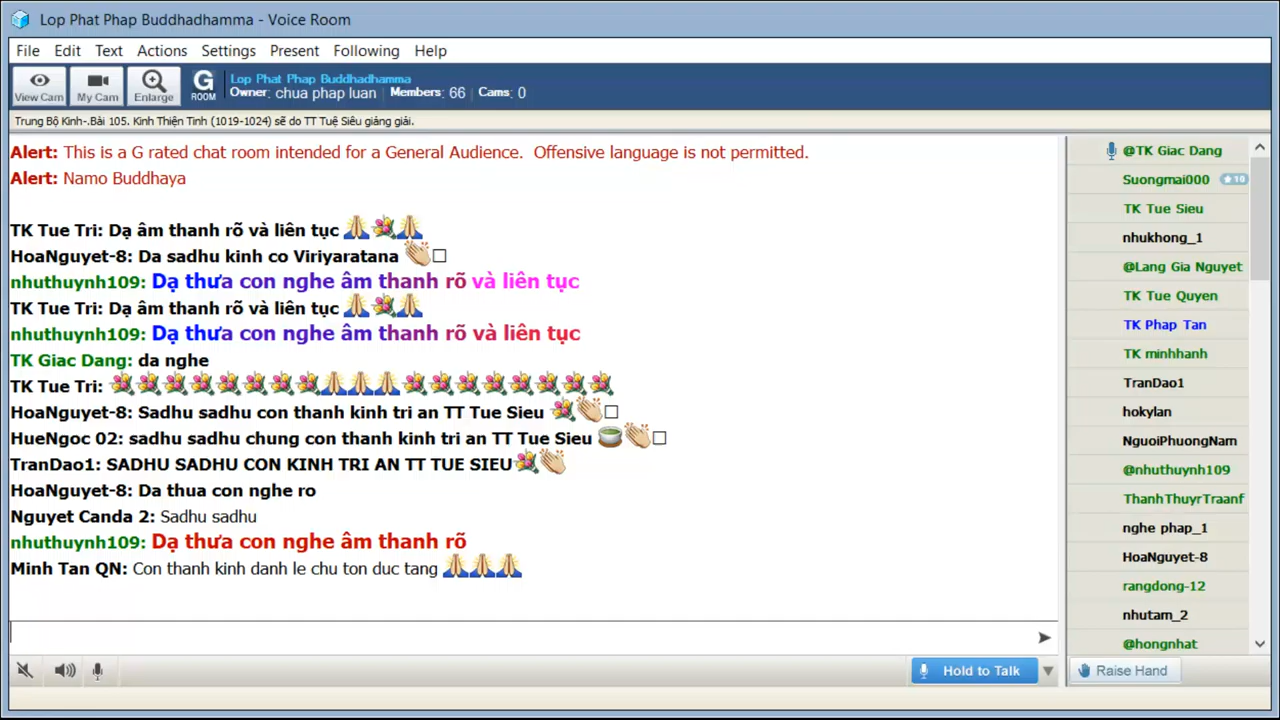 Lop Phat Phap Buddhadhamma - Voice Room
File Edit Text Actions Settings Present Following Help
View Cam My Cam Enlarge G ROOM
Lop Phat Phap Buddhadhamma
Owner: chua phap luan Members: 66 Cams: 0
Trung Bộ Kinh-.Bài 105. Kinh Thiện Tinh (1019-1024) sẽ do TT Tuệ Siêu giảng giải.
Alert: This is a G rated chat room intended for a General Audience. Offensive language is not permitted.
Alert: Namo Buddhaya
TK Tue Tri: Dạ âm thanh rõ và liên tục
HoaNguyet-8: Da sadhu kinh co Viriyaratana
nhuthuynh109: Dạ thưa con nghe âm thanh rõ và liên tục
TK Tue Tri: Dạ âm thanh rõ và liên tục
nhuthuynh109: Dạ thưa con nghe âm thanh rõ và liên tục
TK Giac Dang: da nghe
TK Tue Tri:
HoaNguyet-8: Sadhu sadhu con thanh kinh tri an TT Tue Sieu
HueNgoc 02: sadhu sadhu chung con thanh kinh tri an TT Tue Sieu
TranDao1: SADHU SADHU CON KINH TRI AN TT TUE SIEU
HoaNguyet-8: Da thua con nghe ro
Nguyet Canda 2: Sadhu sadhu
nhuthuynh109: Dạ thưa con nghe âm thanh rõ
Minh Tan QN: Con thanh kinh danh le chu ton duc tang
@TK Giac Dang
Suongmai000 10
TK Tue Sieu
nhukhong_1
@Lang Gia Nguyet
TK Tue Quyen
TK Phap Tan
TK minhhanh
TranDao1
hokylan
NguoiPhuongNam
@nhuthuynh109
ThanhThuyrTraanf
nghe phap_1
HoaNguyet-8
rangdong-12
nhutam_2
@hongnhat
Hold to Talk
Raise Hand